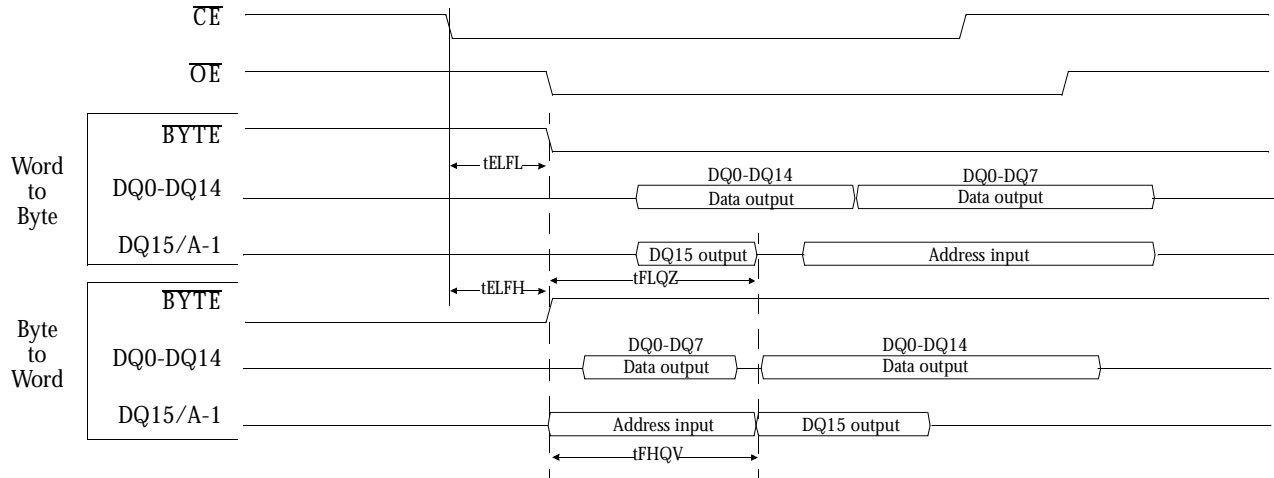 CE
OE
Word
to
Byte
BYTE
tELFL
DQ0-DQ14
DQ0-DQ14
Data output
DQ0-DQ7
Data output
DQ15/A-1
DQ15 output
Address input
tELFH
tFLQZ
Byte
to
Word
BYTE
DQ0-DQ14
DQ0-DQ7
Data output
DQ0-DQ14
Data output
DQ15/A-1
Address input
DQ15 output
tFHQV